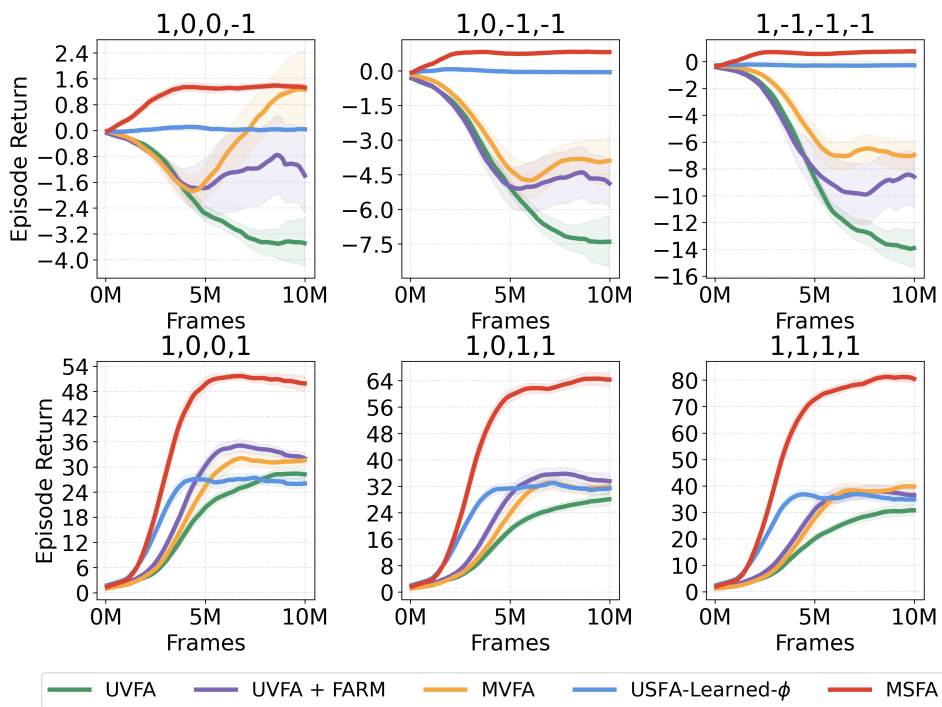 1,0,0,-1
1,0,-1,-1
1,-1,-1,-1
Episode Return
2.4
1.6
0.8
0.0
−0.8
−1.6
−2.4
−3.2
−4.0
0M
5M
10M
Frames
0.0
−1.5
−3.0
−4.5
−6.0
−7.5
0M
5M
10M
Frames
0
−2
−4
−6
−8
−10
−12
−14
−16
0M
5M
10M
Frames
1,0,0,1
1,0,1,1
1,1,1,1
Episode Return
54
48
42
36
30
24
18
12
6
0
0M
5M
10M
Frames
64
56
48
40
32
24
16
8
0
0M
5M
10M
Frames
80
70
60
50
40
30
20
10
0
0M
5M
10M
Frames
UVFA
UVFA + FARM
MVFA
USFA-Learned-ϕ
MSFA